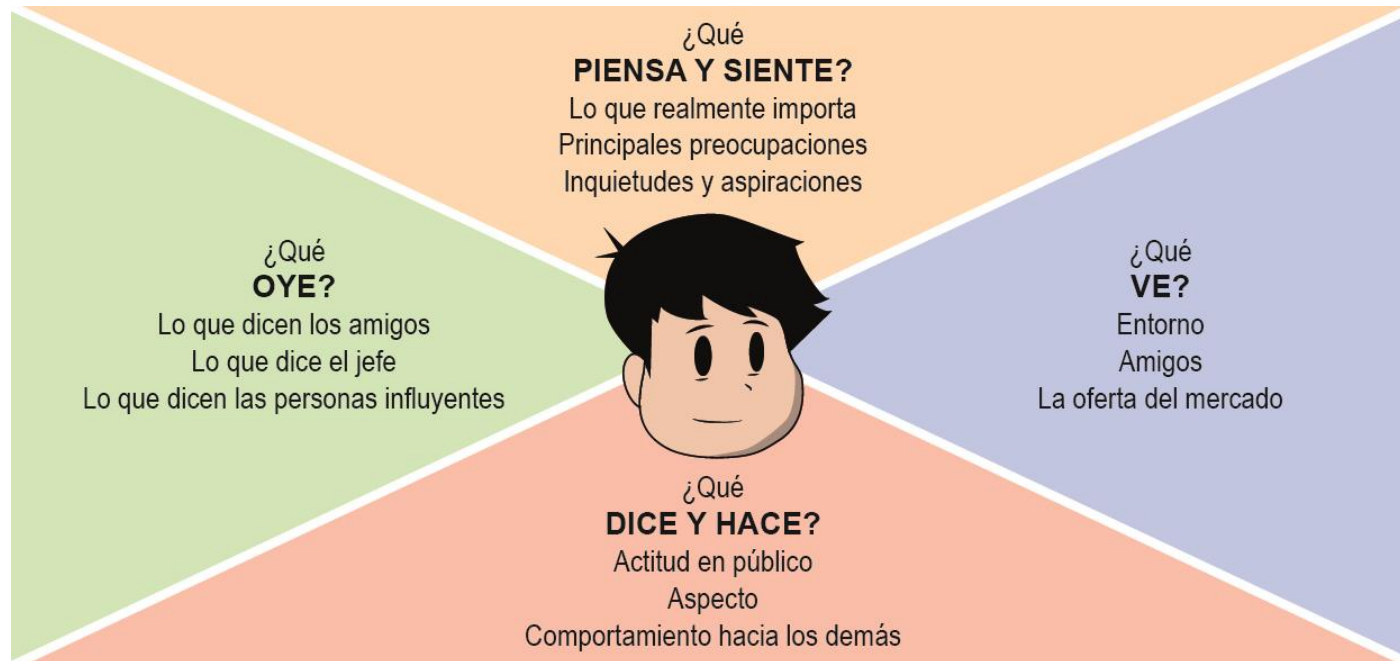 ¿Qué
PIENSA Y SIENTE?
Lo que realmente importa
Principales preocupaciones
Inquietudes y aspiraciones
¿Qué
OYE?
Lo que dicen los amigos
Lo que dice el jefe
Lo que dicen las personas influyentes
¿Qué
VE?
Entorno
Amigos
La oferta del mercado
¿Qué
DICE Y HACE?
Actitud en público
Aspecto
Comportamiento hacia los demás